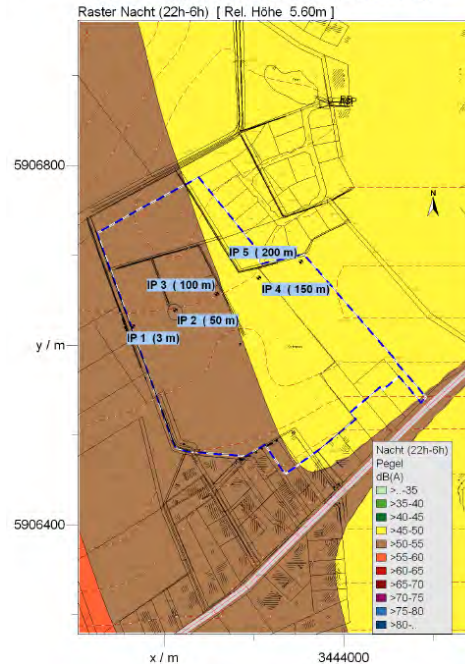 Raster Nacht (22h-6h) [ Rel. Höhe 5.60m ]
5906800
N
IP 5 ( 200 m)
IP 3 ( 100 m)
IP 4 ( 150 m)
IP 2 ( 50 m)
IP 1 (3 m)
y / m
Nacht (22h-6h)
Pegel
dB(A)
>..-35
>35-40
>40-45
>45-50
>50-55
>55-60
>60-65
>65-70
>70-75
>75-80
>80-.
5906400
x / m
3444000